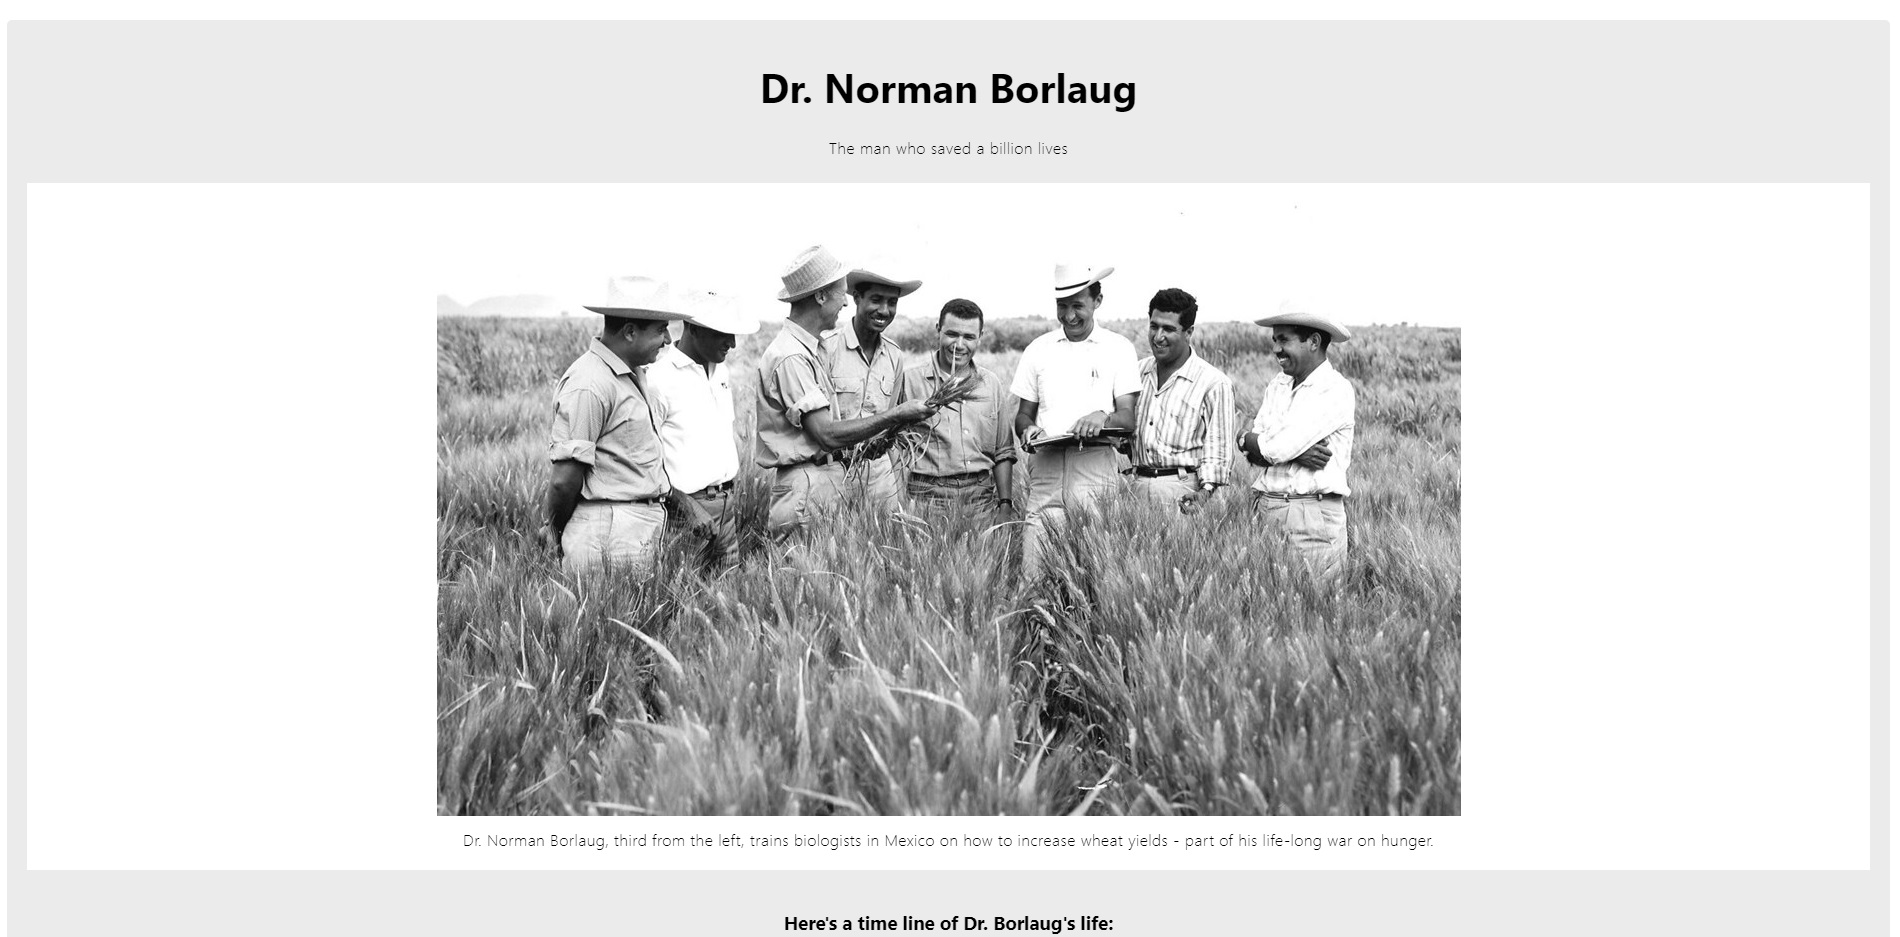 Dr. Norman Borlaug
The man who saved a billion lives
Dr. Norman Borlaug, third from the left, trains biologists in Mexico on how to increase wheat yields - part of his life-long war on hunger.
Here's a time line of Dr. Borlaug's life: